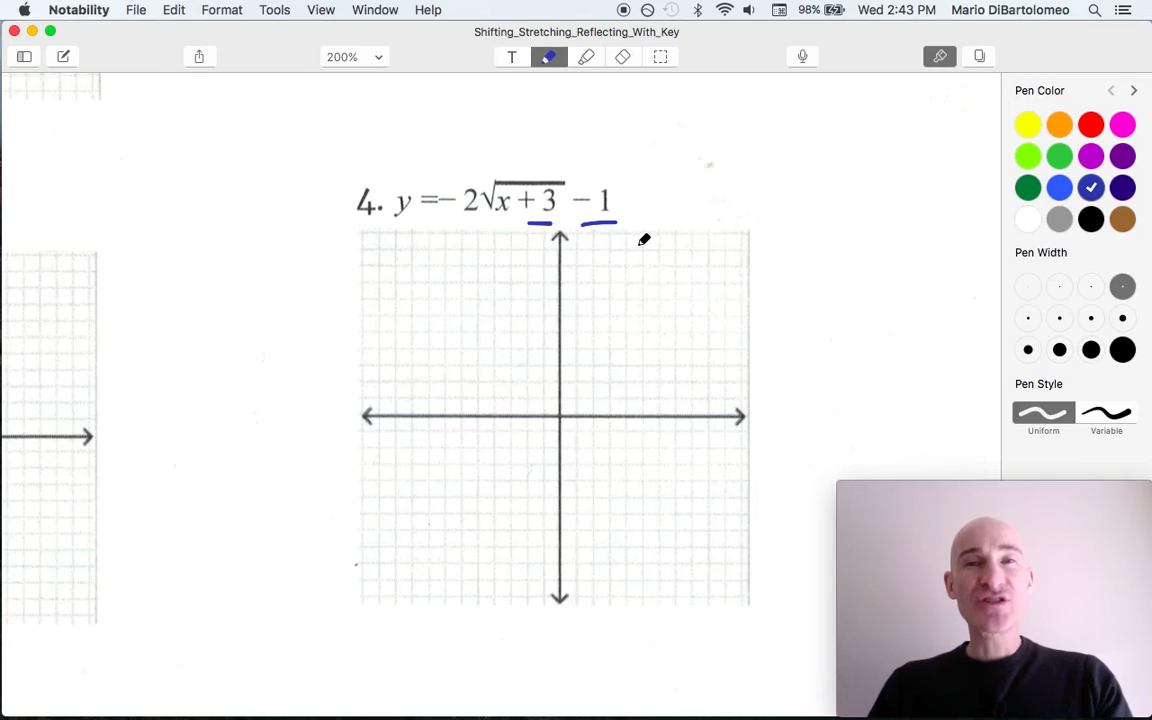 Notability File Edit Format Tools View Window Help 98% Wed 2:43 PM Mario DiBartolomeo
Shifting_Stretching_Reflecting_With_Key
200% T
Pen Color
4. y = − 2√x + 3 − 1
Pen Width
Pen Style
Uniform Variable